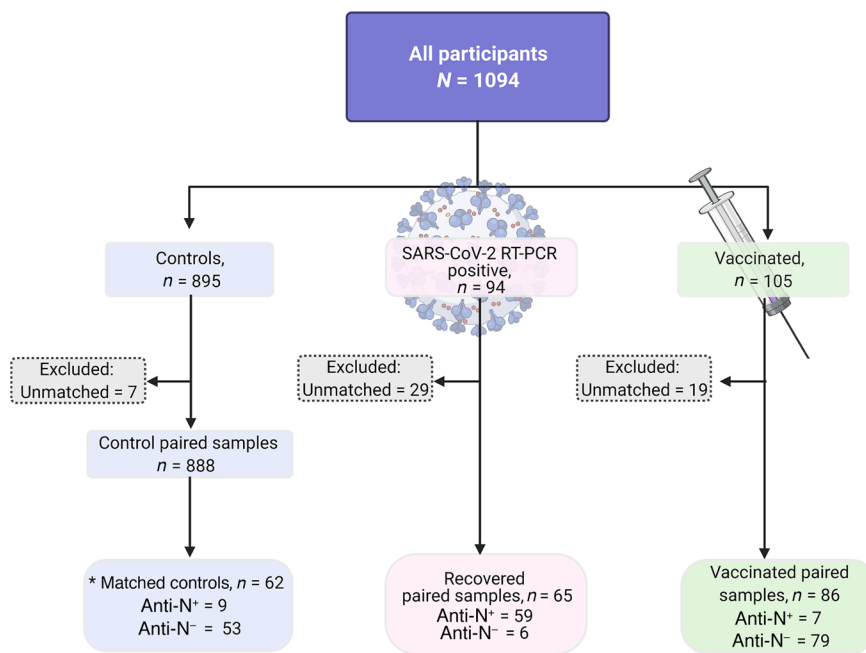 All participants
N = 1094
Controls,
n = 895
SARS-CoV-2 RT-PCR
positive,
n = 94
Vaccinated,
n = 105
Excluded:
Unmatched = 7
Excluded:
Unmatched = 29
Excluded:
Unmatched = 19
Control paired samples
n = 888
* Matched controls, n = 62
Anti-N⁺ = 9
Anti-N⁻ = 53
Recovered
paired samples, n = 65
Anti-N⁺ = 59
Anti-N⁻ = 6
Vaccinated paired
samples, n = 86
Anti-N⁺ = 7
Anti-N⁻ = 79